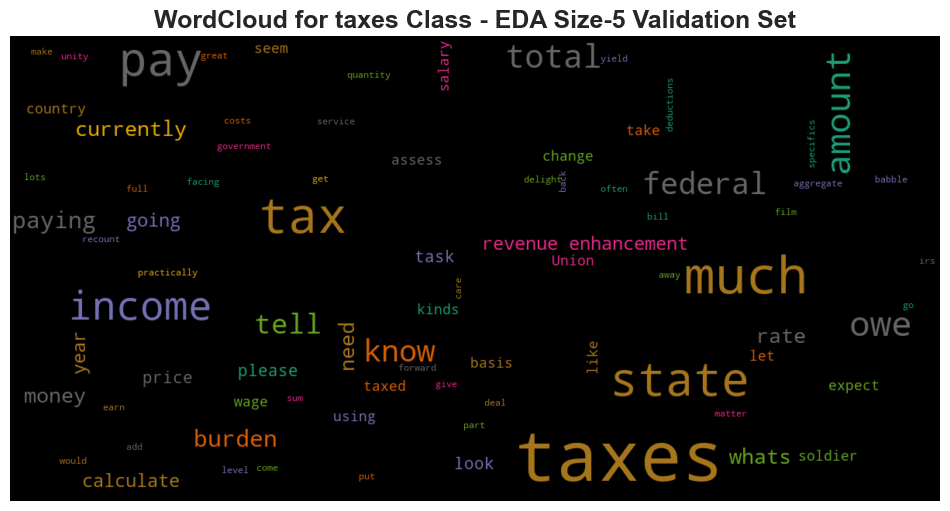 WordCloud for taxes Class - EDA Size-5 Validation Set
make
unity
pay
great
seem
salary
total
yield
quantity
amount
country
currently
costs
service
government
deductions
take
specifics
assess
change
lots
full
facing
get
delight
back
often
federal
aggregate
babble
paying
going
tax
bill
film
recount
revenue enhancement
task
Union
irs
practically
away
much
care
income
tell
kinds
go
owe
year
need
know
like
rate
let
forward
basis
please
price
taxed
give
state
expect
money
earn
wage
sum
deal
using
matter
burden
part
add
taxes
whats
soldier
would
level
come
look
calculate
put